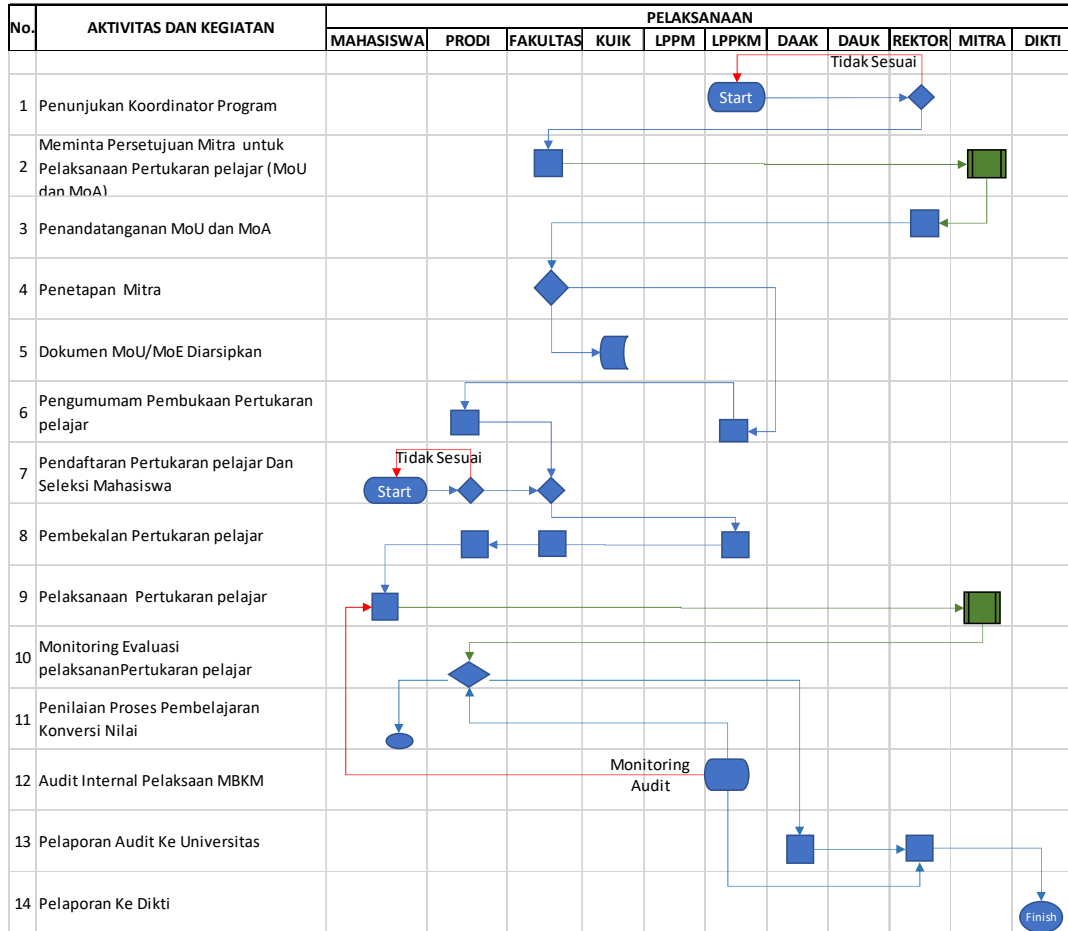 No. AKTIVITAS DAN KEGIATAN PELAKSANAAN
MAHASISWA PRODI FAKULTAS KUIK LPPM LPPKM DAAK DAUK REKTOR MITRA DIKTI
Tidak Sesuai
1 Penunjukan Koordinator Program Start
Meminta Persetujuan Mitra untuk
2 Pelaksanaan Pertukaran pelajar (MoU
dan MoA)
3 Penandatanganan MoU dan MoA
4 Penetapan Mitra
5 Dokumen MoU/MoE Diarsipkan
6 Pengumumam Pembukaan Pertukaran
pelajar
7 Pendaftaran Pertukaran pelajar Dan
Seleksi Mahasiswa
Tidak Sesuai
Start
8 Pembekalan Pertukaran pelajar
9 Pelaksanaan Pertukaran pelajar
10 Monitoring Evaluasi
pelaksananPertukaran pelajar
11 Penilaian Proses Pembelajaran
Konversi Nilai
12 Audit Internal Pelaksaan MBKM
Monitoring
Audit
13 Pelaporan Audit Ke Universitas
14 Pelaporan Ke Dikti Finish